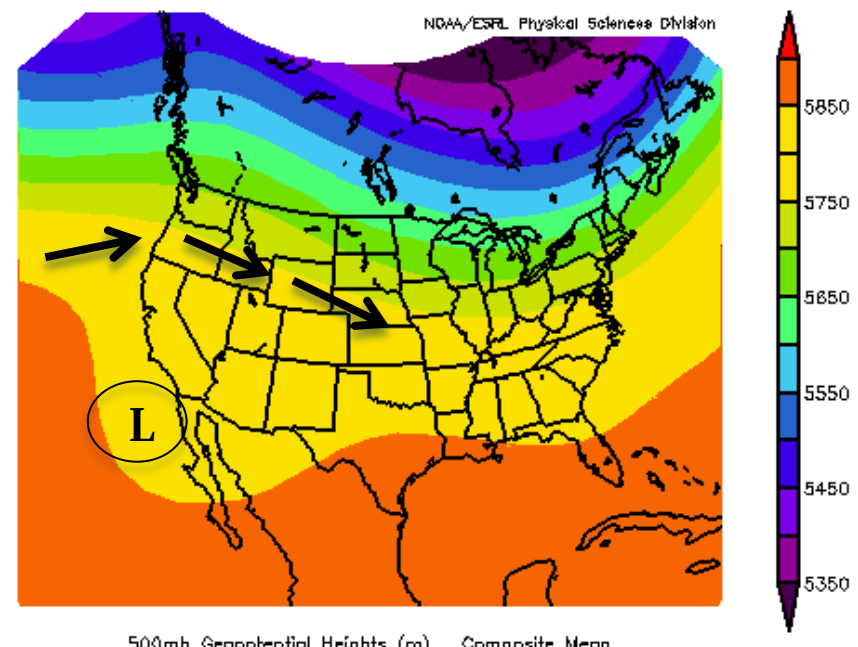 NOAA/ESRL Physical Sciences Division
5850
5750
5650
5550
5450
5350
L
500mb Geopotential Heights (m) Composite Mean